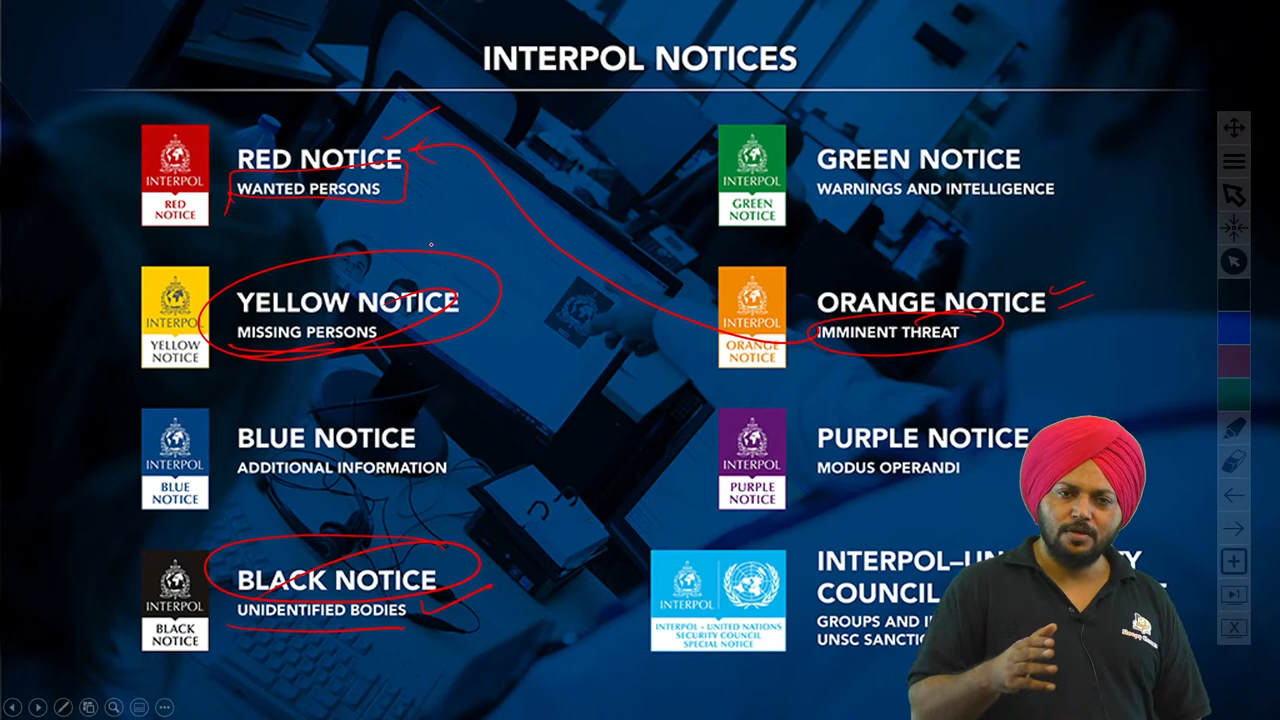 INTERPOL NOTICES
INTERPOL
RED
NOTICE
RED NOTICE
WANTED PERSONS
INTERPOL
GREEN
NOTICE
GREEN NOTICE
WARNINGS AND INTELLIGENCE
INTERPOL
YELLOW
NOTICE
YELLOW NOTICE
MISSING PERSONS
INTERPOL
ORANGE
NOTICE
ORANGE NOTICE
IMMINENT THREAT
INTERPOL
BLUE
NOTICE
BLUE NOTICE
ADDITIONAL INFORMATION
INTERPOL
PURPLE
NOTICE
PURPLE NOTICE
MODUS OPERANDI
INTERPOL
BLACK
NOTICE
BLACK NOTICE
UNIDENTIFIED BODIES
INTERPOL
INTERPOL - UNITED NATIONS
SECURITY COUNCIL
SPECIAL NOTICE
INTERPOL–UN
COUNCIL
GROUPS AND
UNSC